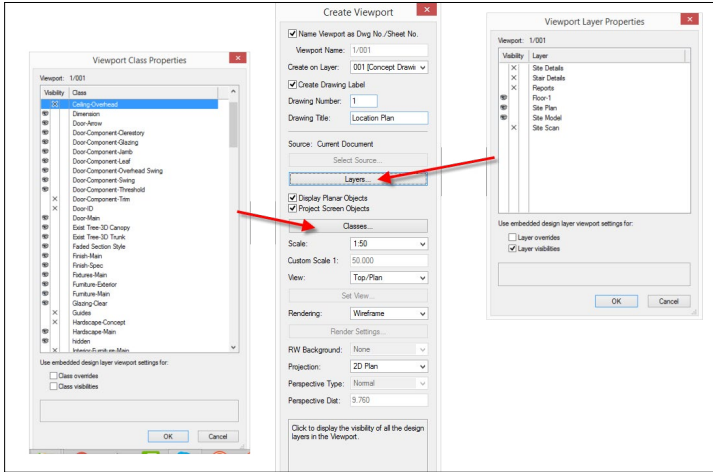 Viewport Class Properties
Viewport: 1/001
Visibility Class
Ceiling-Overhead
Dimension
Door-Arrow
Door-Component-Clerestory
Door-Component-Glazing
Door-Component-Jamb
Door-Component-Leaf
Door-Component-Overhead Swing
Door-Component-Swing
Door-Component-Threshold
Door-Component-Trim
Door-ID
Door-Main
Exist Tree-3D Canopy
Exist Tree-3D Trunk
Faded Section Style
Finish-Main
Finish-Spec
Fixtures-Main
Furniture-Exterior
Furniture-Main
Glazing-Clear
Guides
Hardscape-Concept
Hardscape-Main
hidden
Interior-Furniture-Main
Use embedded design layer viewport settings for:
Class overrides
Class visibilities
OK Cancel
Create Viewport
Name Viewport as Dwg No./Sheet No.
Viewport Name: 1/001
Create on Layer: 001 [Concept Drawin
Create Drawing Label
Drawing Number: 1
Drawing Title: Location Plan
Source: Current Document
Select Source...
Layers...
Display Planar Objects
Project Screen Objects
Classes...
Scale: 1:50
Custom Scale 1: 50.000
View: Top/Plan
Set View...
Rendering: Wireframe
Render Settings...
RW Background: None
Projection: 2D Plan
Perspective Type: Normal
Perspective Dist: 9.760
Click to display the visibility of all the design
layers in the Viewport.
Viewport Layer Properties
Viewport: 1/001
Visibility Layer
Site Details
Stair Details
Reports
Floor-1
Site Plan
Site Model
Site Scan
Use embedded design layer viewport settings for:
Layer overrides
Layer visibilities
OK Cancel